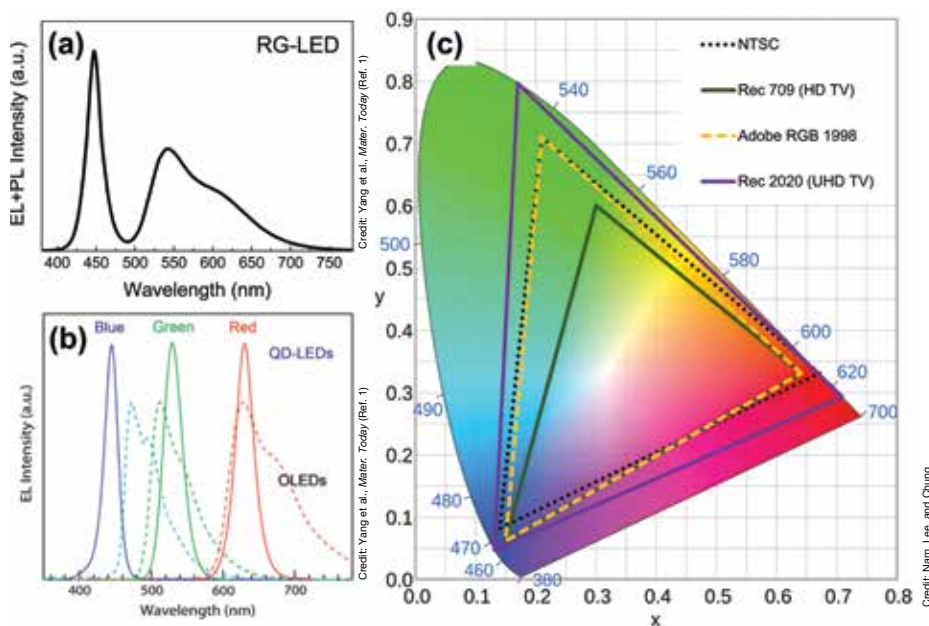 (a)
RG-LED
EL+PL Intensity (a.u.)
400 450 500 550 600 650 700 750
Wavelength (nm)
Credit: Yang et al., Mater. Today (Ref. 1)
(b)
Blue Green Red
QD-LEDs
OLEDs
EL Intensity (a.u.)
400 500 600 700
Wavelength (nm)
Credit: Yang et al., Mater. Today (Ref. 1)
(c)
NTSC
Rec 709 (HD TV)
Adobe RGB 1998
Rec 2020 (UHD TV)
0.9
0.8
0.7
0.6
0.5
0.4
0.3
0.2
0.1
0.0
y
540
560
580
600
620
700
500
490
480
470
460
380
0.0 0.1 0.2 0.3 0.4 0.5 0.6 0.7 0.8
x
Credit: Nam, Lee, and Chung